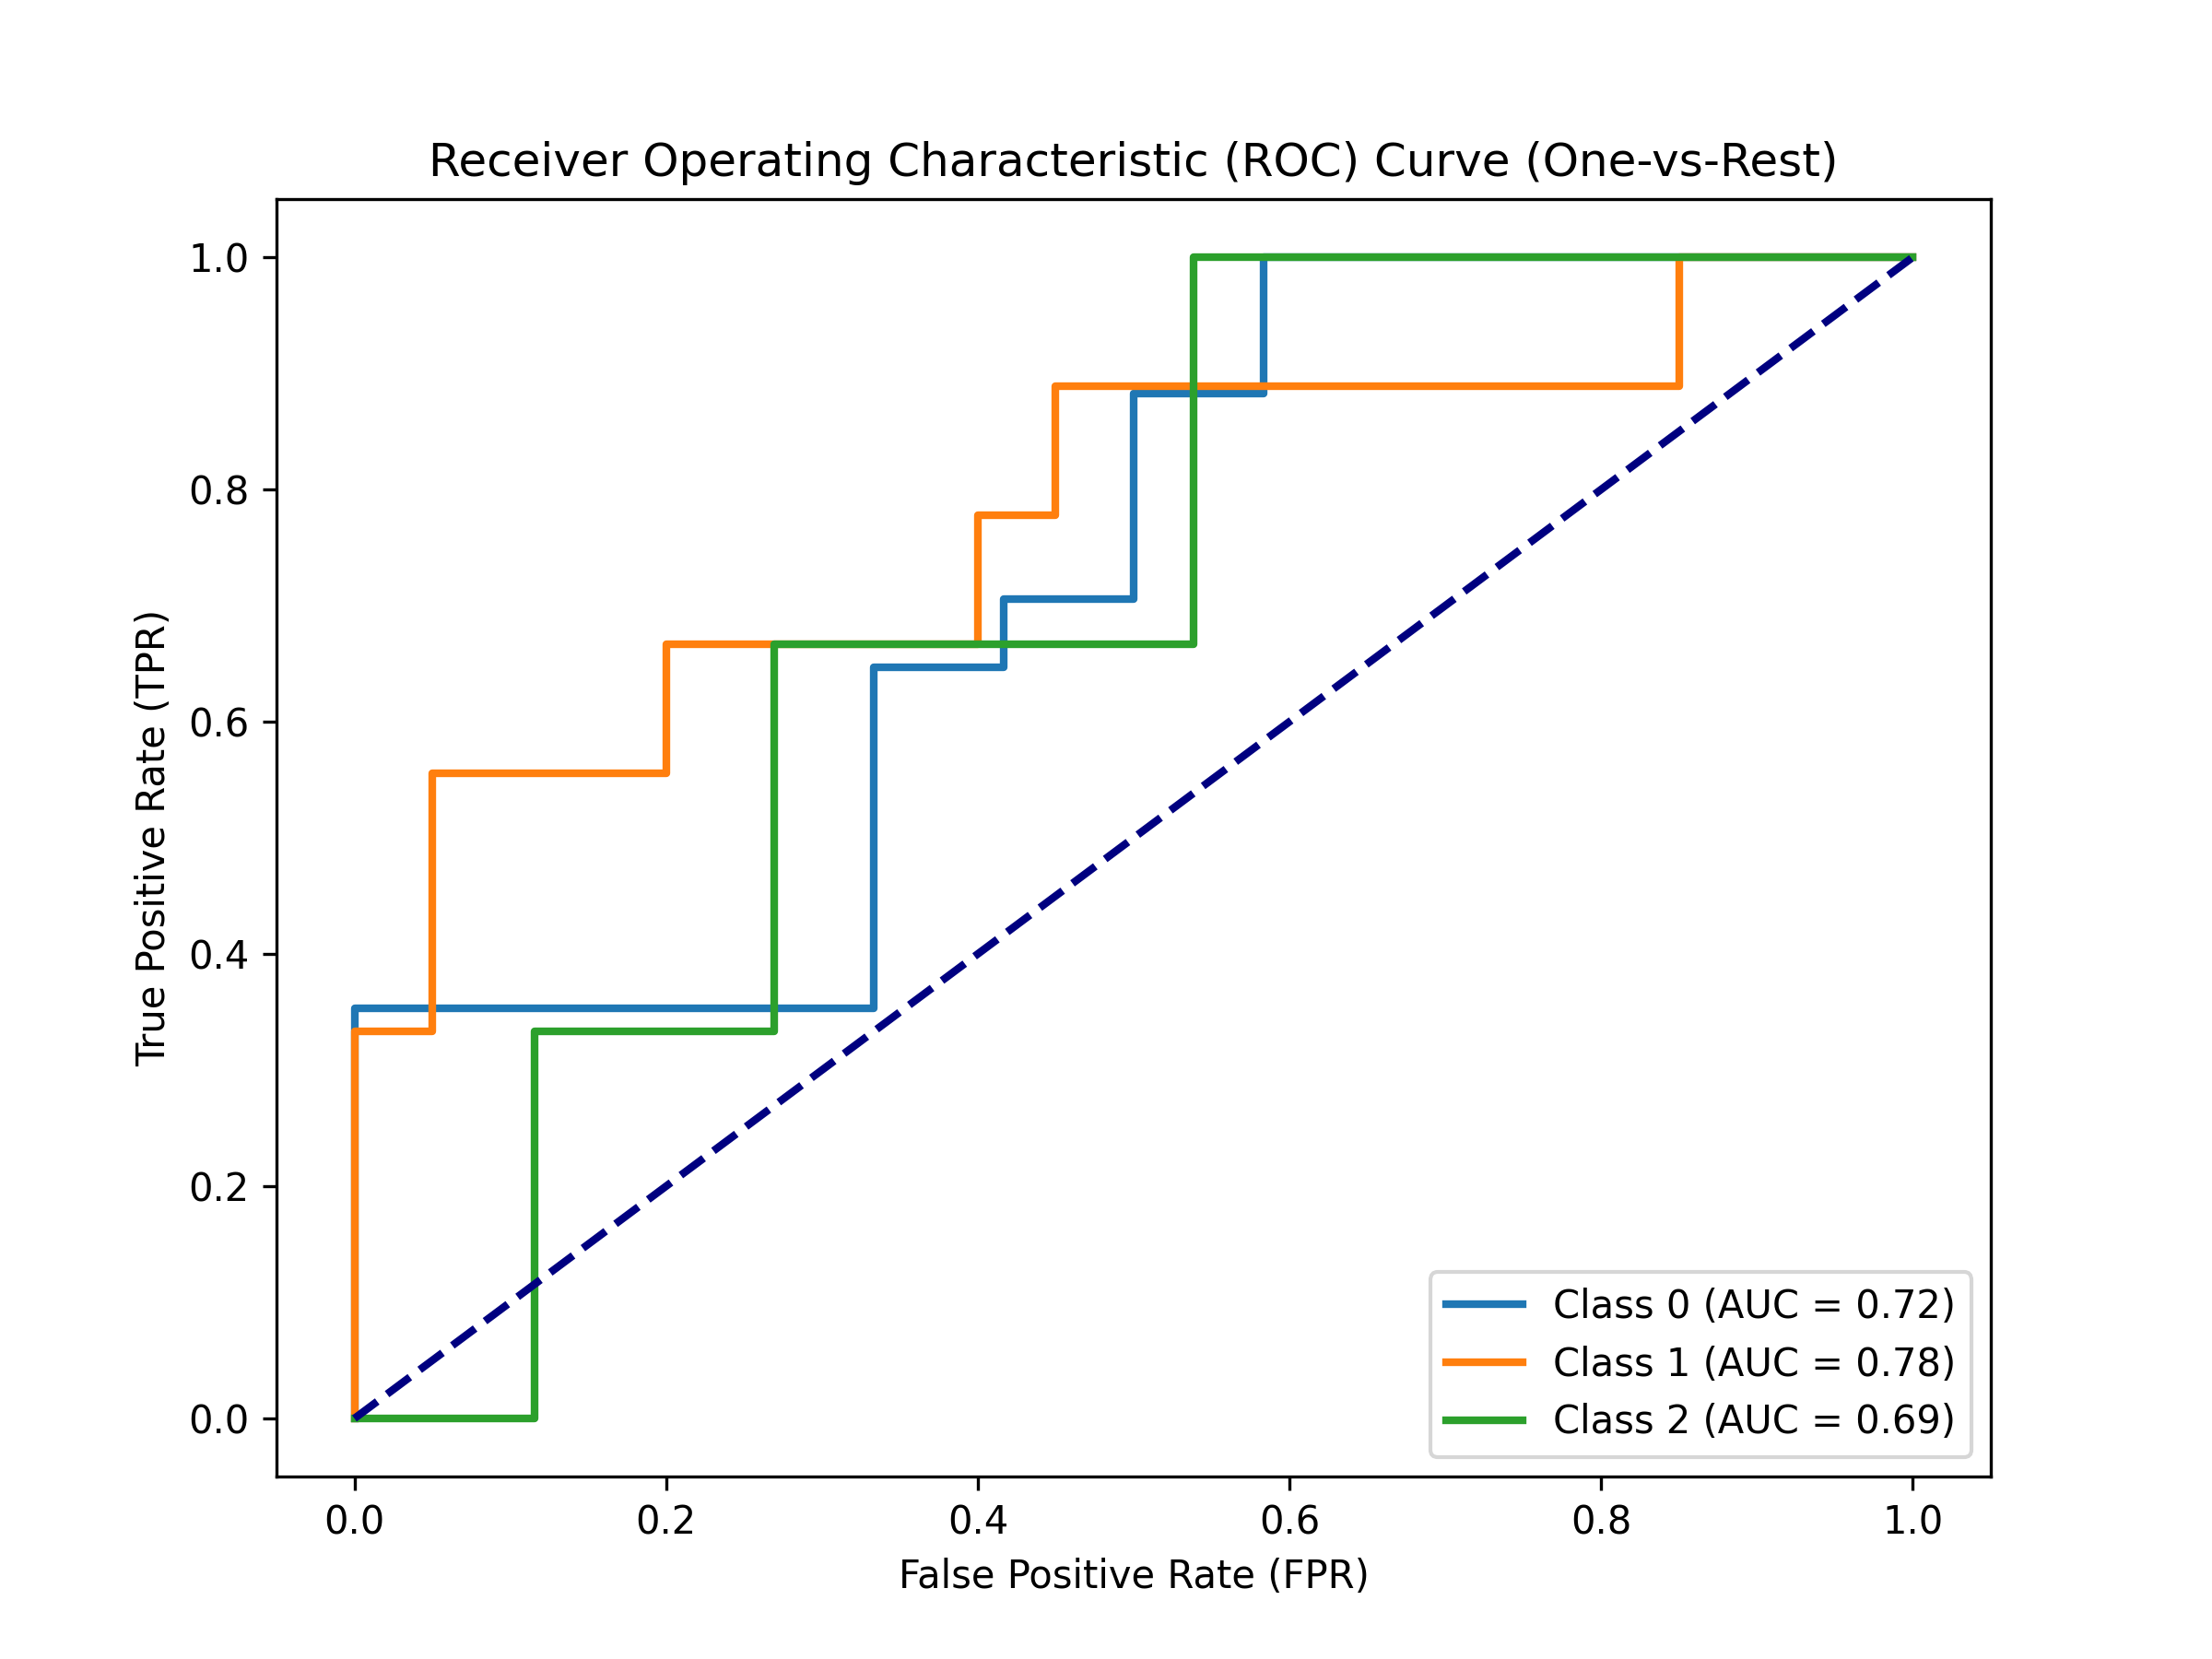 Receiver Operating Characteristic (ROC) Curve (One-vs-Rest)
True Positive Rate (TPR)
1.0
0.8
0.6
0.4
0.2
0.0
Class 0 (AUC = 0.72)
Class 1 (AUC = 0.78)
Class 2 (AUC = 0.69)
0.0 0.2 0.4 0.6 0.8 1.0
False Positive Rate (FPR)